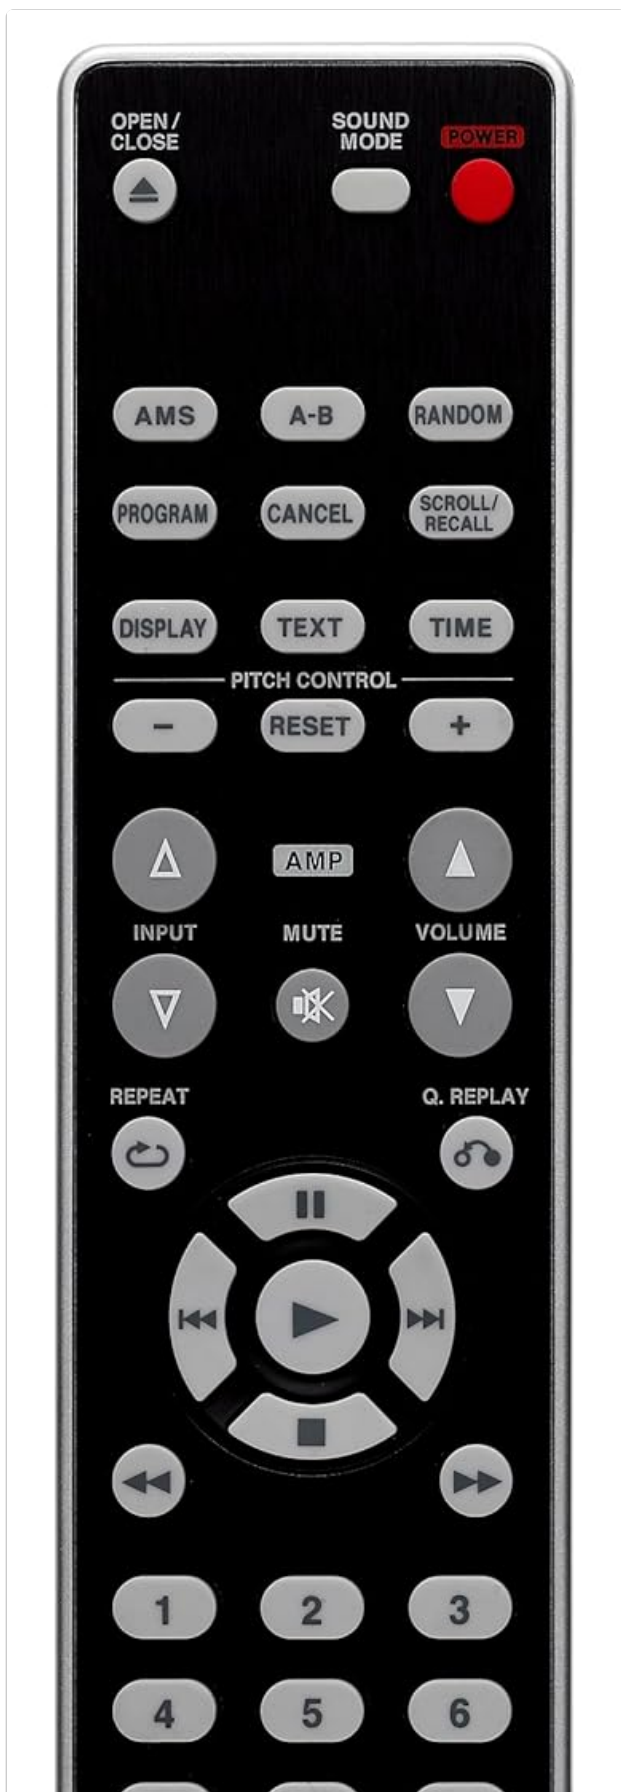 OPEN /
CLOSE
SOUND
MODE
POWER
AMS
A-B
RANDOM
PROGRAM
CANCEL
SCROLL/
RECALL
DISPLAY
TEXT
TIME
PITCH CONTROL
–
RESET
+
AMP
INPUT
MUTE
VOLUME
REPEAT
Q. REPLAY
1
2
3
4
5
6